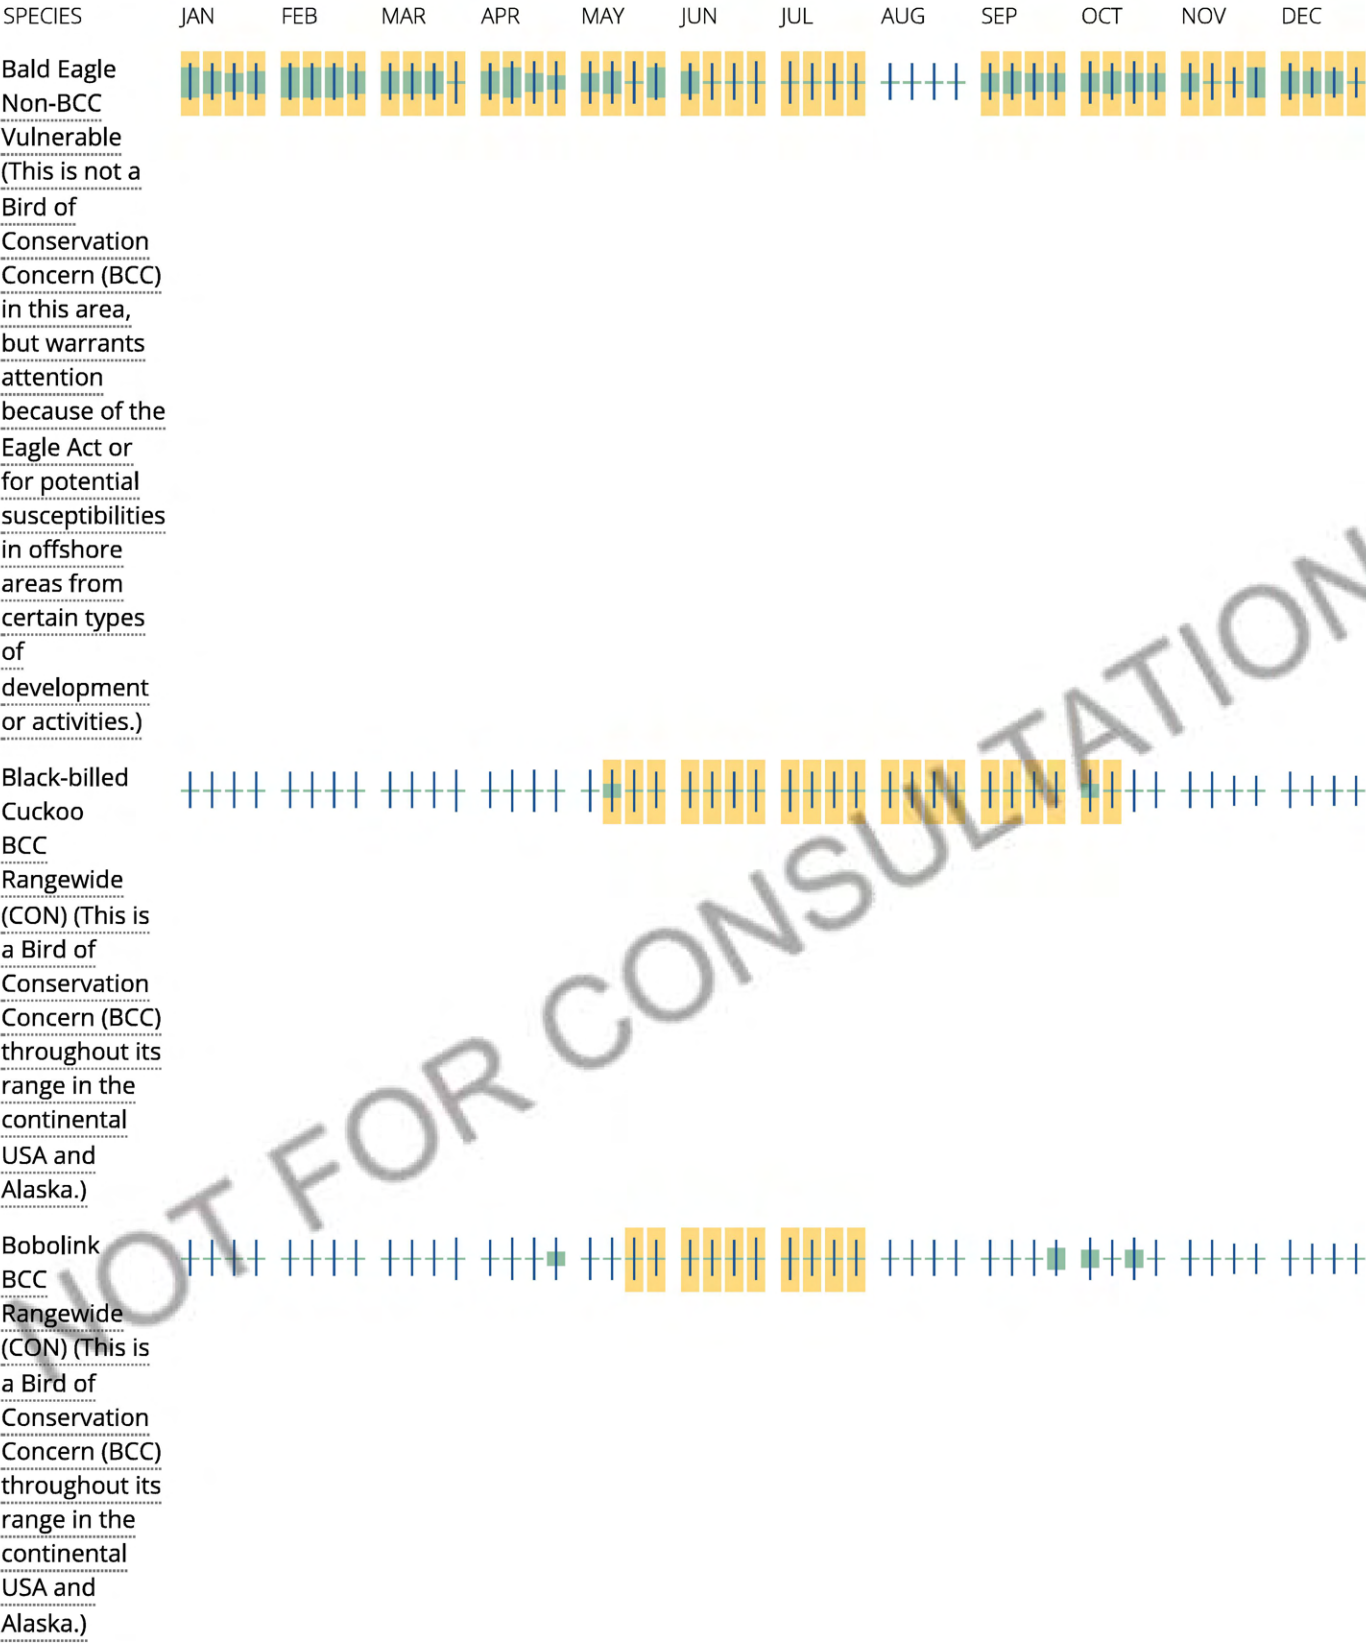 SPECIES JAN FEB MAR APR MAY JUN JUL AUG SEP OCT NOV DEC
Bald Eagle
Non-BCC
Vulnerable
(This is not a
Bird of
Conservation
Concern (BCC)
in this area,
but warrants
attention
because of the
Eagle Act or
for potential
susceptibilities
in offshore
areas from
certain types
of
development
or activities.)
Black-billed
Cuckoo
BCC
Rangewide
(CON) (This is
a Bird of
Conservation
Concern (BCC)
throughout its
range in the
continental
USA and
Alaska.)
Bobolink
BCC
Rangewide
(CON) (This is
a Bird of
Conservation
Concern (BCC)
throughout its
range in the
continental
USA and
Alaska.)
NOT FOR CONSULTATION